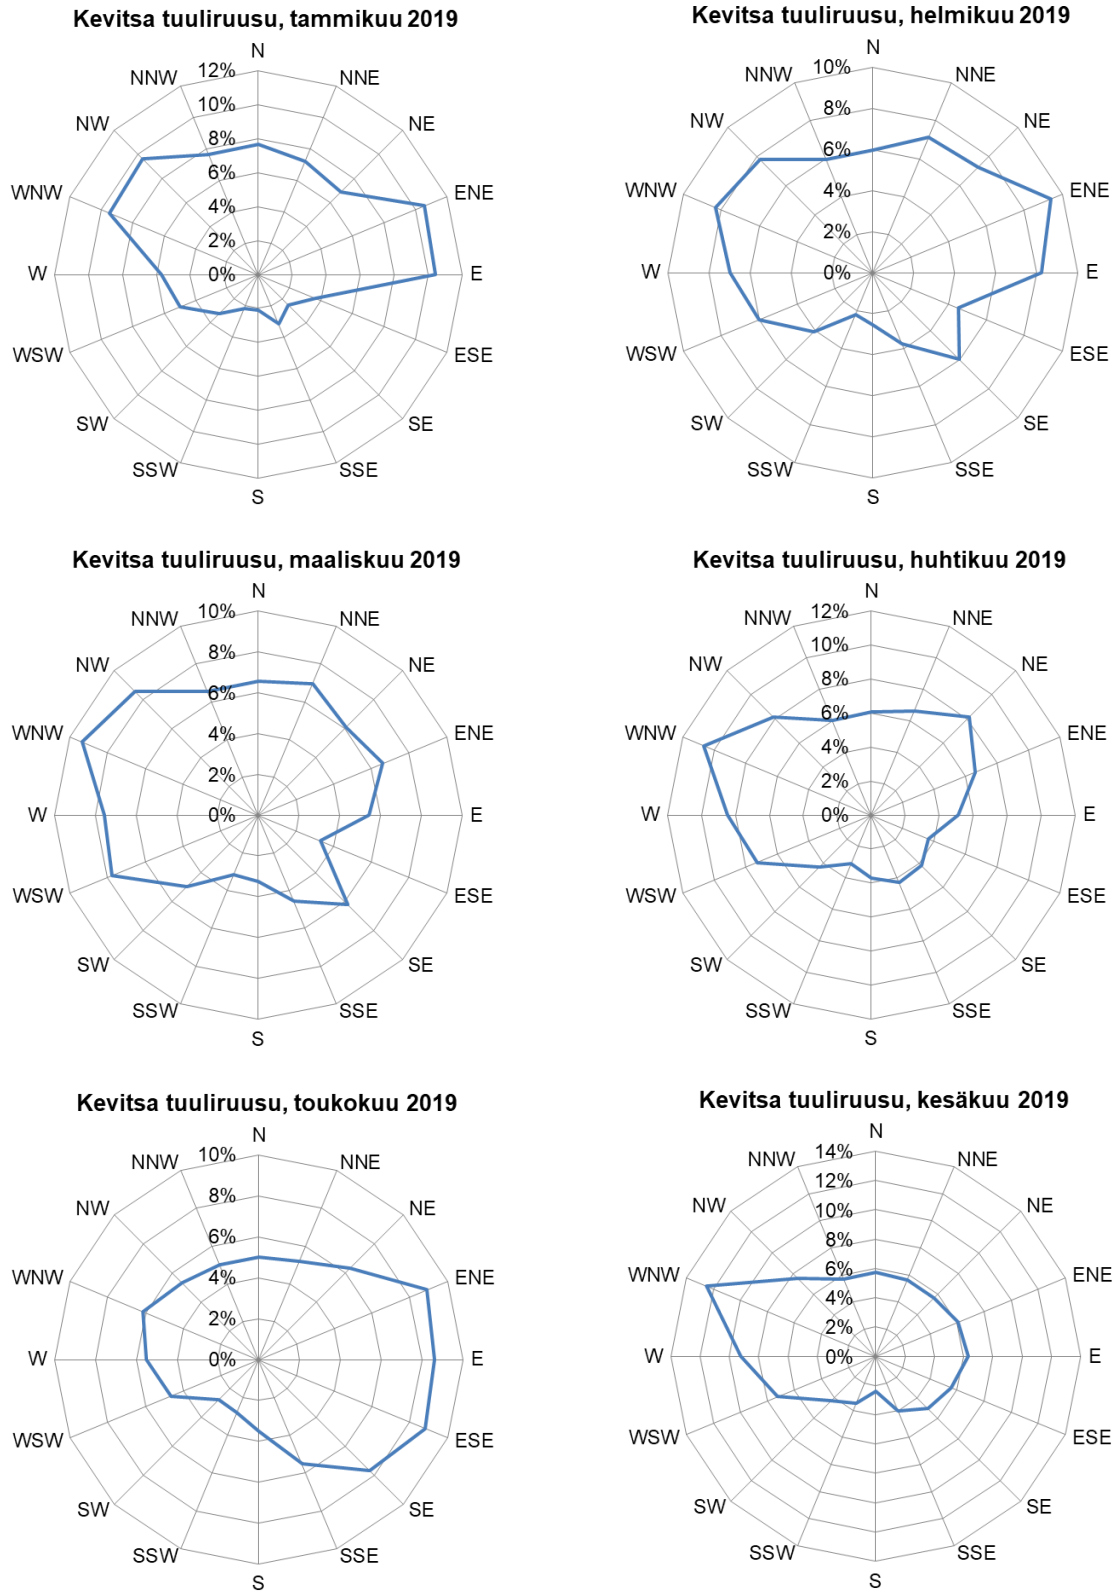 Kevitsa tuuliruusu, tammikuu 2019
N
NNE
NE
ENE
E
ESE
SE
SSE
S
SSW
SW
WSW
W
WNW
NW
NNW
12%
10%
8%
6%
4%
2%
0%
Kevitsa tuuliruusu, helmikuu 2019
N
NNE
NE
ENE
E
ESE
SE
SSE
S
SSW
SW
WSW
W
WNW
NW
NNW
10%
8%
6%
4%
2%
0%
Kevitsa tuuliruusu, maaliskuu 2019
N
NNE
NE
ENE
E
ESE
SE
SSE
S
SSW
SW
WSW
W
WNW
NW
NNW
10%
8%
6%
4%
2%
0%
Kevitsa tuuliruusu, huhtikuu 2019
N
NNE
NE
ENE
E
ESE
SE
SSE
S
SSW
SW
WSW
W
WNW
NW
NNW
12%
10%
8%
6%
4%
2%
0%
Kevitsa tuuliruusu, toukokuu 2019
N
NNE
NE
ENE
E
ESE
SE
SSE
S
SSW
SW
WSW
W
WNW
NW
NNW
10%
8%
6%
4%
2%
0%
Kevitsa tuuliruusu, kesäkuu 2019
N
NNE
NE
ENE
E
ESE
SE
SSE
S
SSW
SW
WSW
W
WNW
NW
NNW
14%
12%
10%
8%
6%
4%
2%
0%